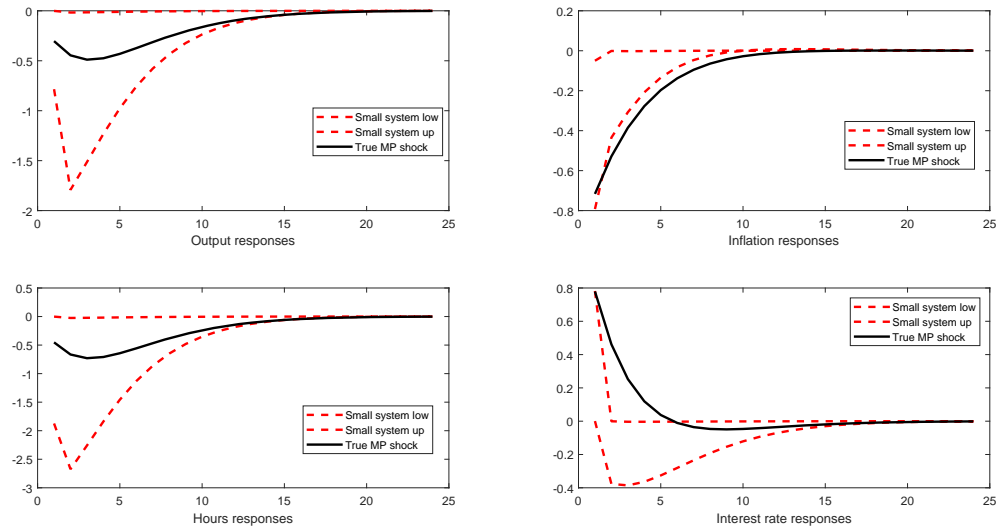 0
-0.5
-1
-1.5
-2
0 5 10 15 20 25
Output responses
Small system low
Small system up
True MP shock
0.2
0
-0.2
-0.4
-0.6
-0.8
0 5 10 15 20 25
Inflation responses
Small system low
Small system up
True MP shock
0.5
0
-0.5
-1
-1.5
-2
-2.5
-3
0 5 10 15 20 25
Hours responses
Small system low
Small system up
True MP shock
0.8
0.6
0.4
0.2
0
-0.2
-0.4
0 5 10 15 20 25
Interest rate responses
Small system low
Small system up
True MP shock